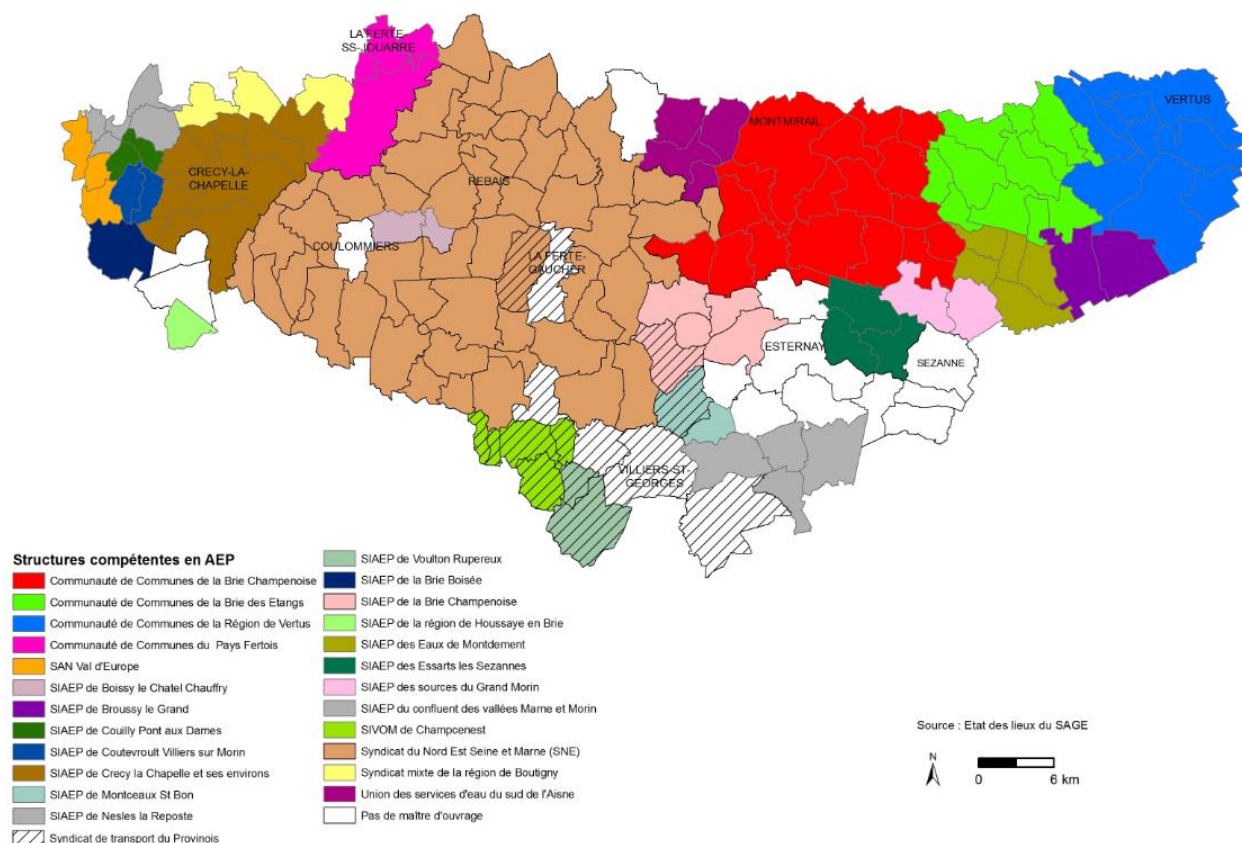 LA FERTE-
SS-JOUARRE
VERTUS
MONTMIRAIL
CRECY-LA-
CHAPELLE
REBAIS
COULOMMIERS
LA FERTE-
GAUCHER
ESTERNAY
SEZANNE
VILLIERS-ST-
GEORGES
Structures compétentes en AEP
Communauté de Communes de la Brie Champenoise
Communauté de Communes de la Brie des Etangs
Communauté de Communes de la Région de Vertus
Communauté de Communes du Pays Fertois
SAN Val d'Europe
SIAEP de Boissy le Chatel Chauffry
SIAEP de Broussy le Grand
SIAEP de Couilly Pont aux Dames
SIAEP de Coutevroult Villiers sur Morin
SIAEP de Crecy la Chapelle et ses environs
SIAEP de Montceaux St Bon
SIAEP de Nesles la Reposte
Syndicat de transport du Provinois
SIAEP de Voulton Rupereux
SIAEP de la Brie Boisée
SIAEP de la Brie Champenoise
SIAEP de la région de Houssaye en Brie
SIAEP des Eaux de Montdement
SIAEP des Essarts les Sezannes
SIAEP des sources du Grand Morin
SIAEP du confluent des vallées Marne et Morin
SIVOM de Champcenest
Syndicat du Nord Est Seine et Marne (SNE)
Syndicat mixte de la région de Boutigny
Union des services d'eau du sud de l'Aisne
Pas de maître d'ouvrage
Source : Etat des lieux du SAGE
N
0 6 km